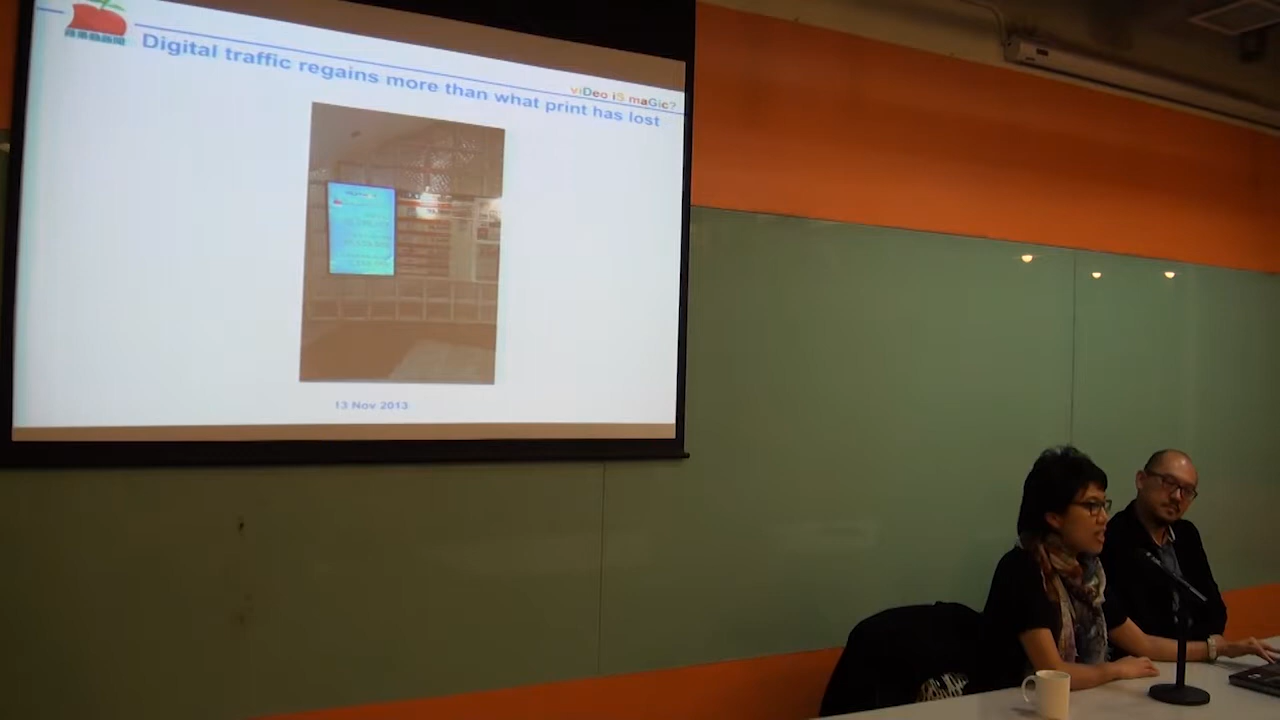 Digital traffic regains more than what print has lost
viDeo iS maGic?
13 Nov 2013